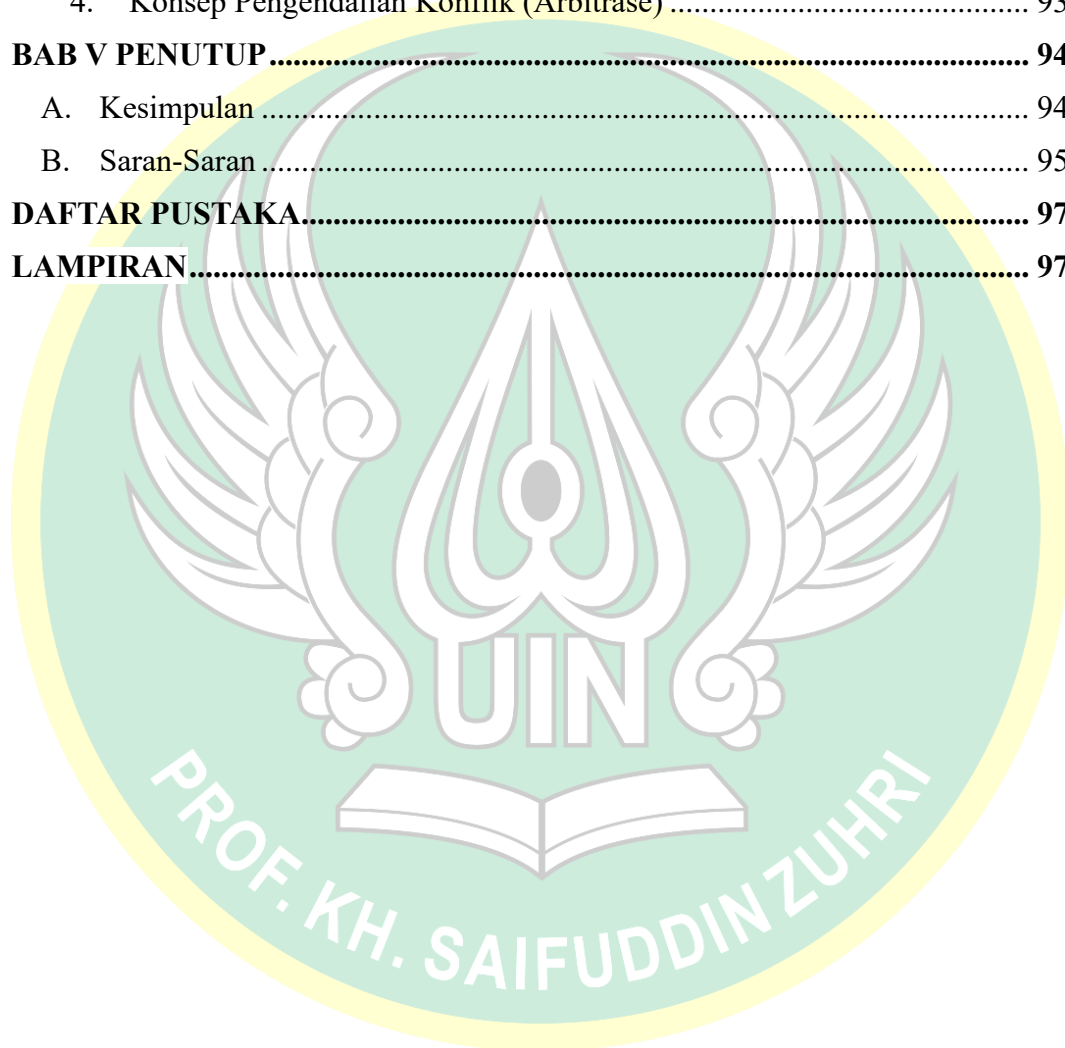 4. Konsep Pengendalian Konflik (Arbitrase) ........................................... 93
BAB V PENUTUP ............................................................................................. 94
A. Kesimpulan ............................................................................................. 94
B. Saran-Saran ............................................................................................. 95
DAFTAR PUSTAKA ......................................................................................... 97
LAMPIRAN ....................................................................................................... 97
UIN
PROF. KH. SAIFUDDIN ZUHRI